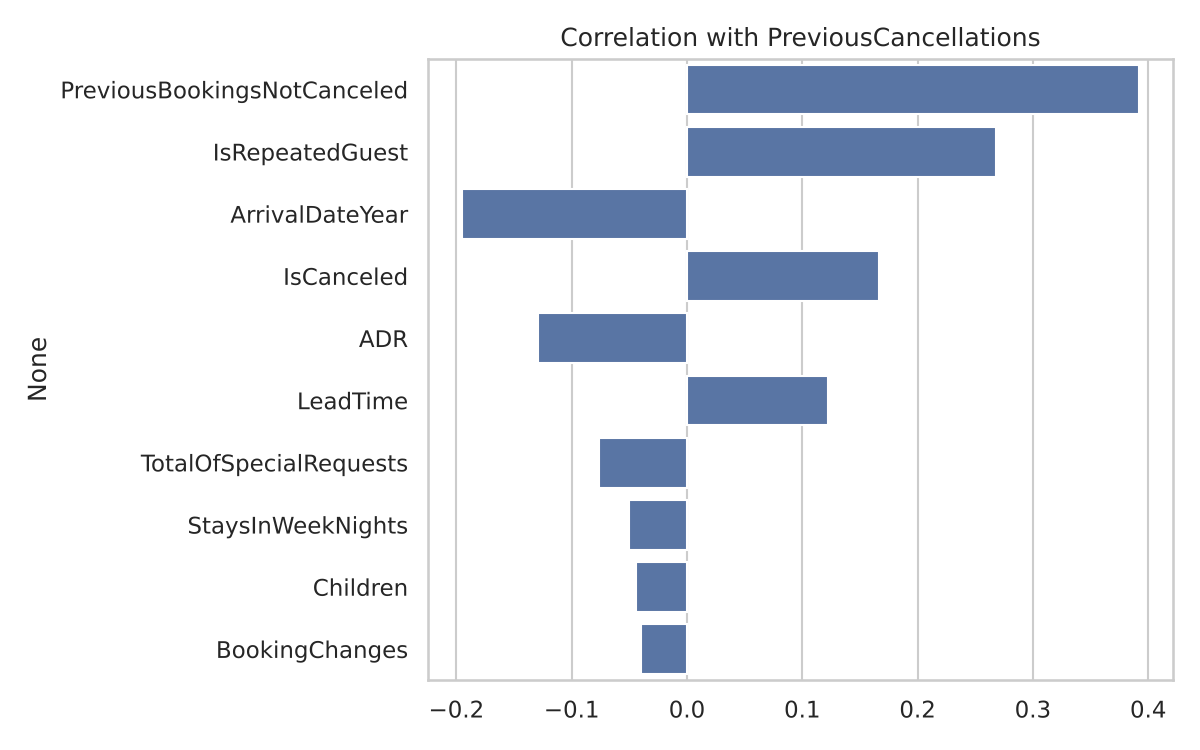 Correlation with PreviousCancellations
PreviousBookingsNotCanceled
IsRepeatedGuest
ArrivalDateYear
IsCanceled
ADR
LeadTime
TotalOfSpecialRequests
StaysInWeekNights
Children
BookingChanges
None
−0.2 −0.1 0.0 0.1 0.2 0.3 0.4